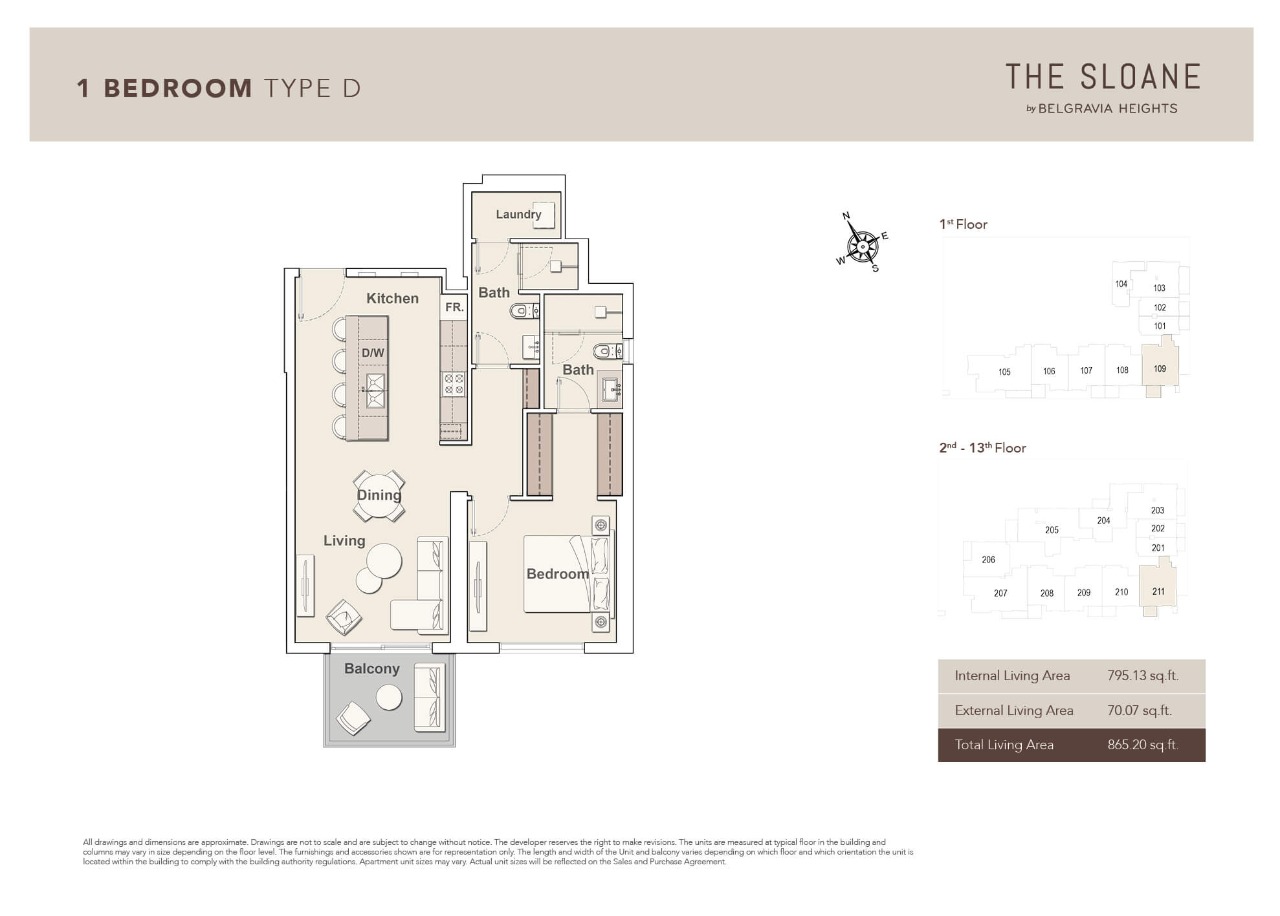 1 BEDROOM TYPE D
THE SLOANE
by BELGRAVIA HEIGHTS
Laundry
Kitchen
FR.
Bath
D/W
Bath
Dining
Living
Bedroom
Balcony
N
E
W
S
1st Floor
104
103
102
101
105
106
107
108
109
2nd - 13th Floor
203
204
202
205
201
206
207
208
209
210
211
Internal Living Area 795.13 sq.ft.
External Living Area 70.07 sq.ft.
Total Living Area 865.20 sq.ft.
All drawings and dimensions are approximate. Drawings are not to scale and are subject to change without notice. The developer reserves the right to make revisions. The units are measured at typical floor in the building and
columns may vary in size depending on the floor level. The furnishings and accessories shown are for representation only. The length and width of the Unit and balcony varies depending on which floor and which orientation the unit is
located within the building to comply with the building authority regulations. Apartment unit sizes may vary. Actual unit sizes will be reflected on the Sales and Purchase Agreement.